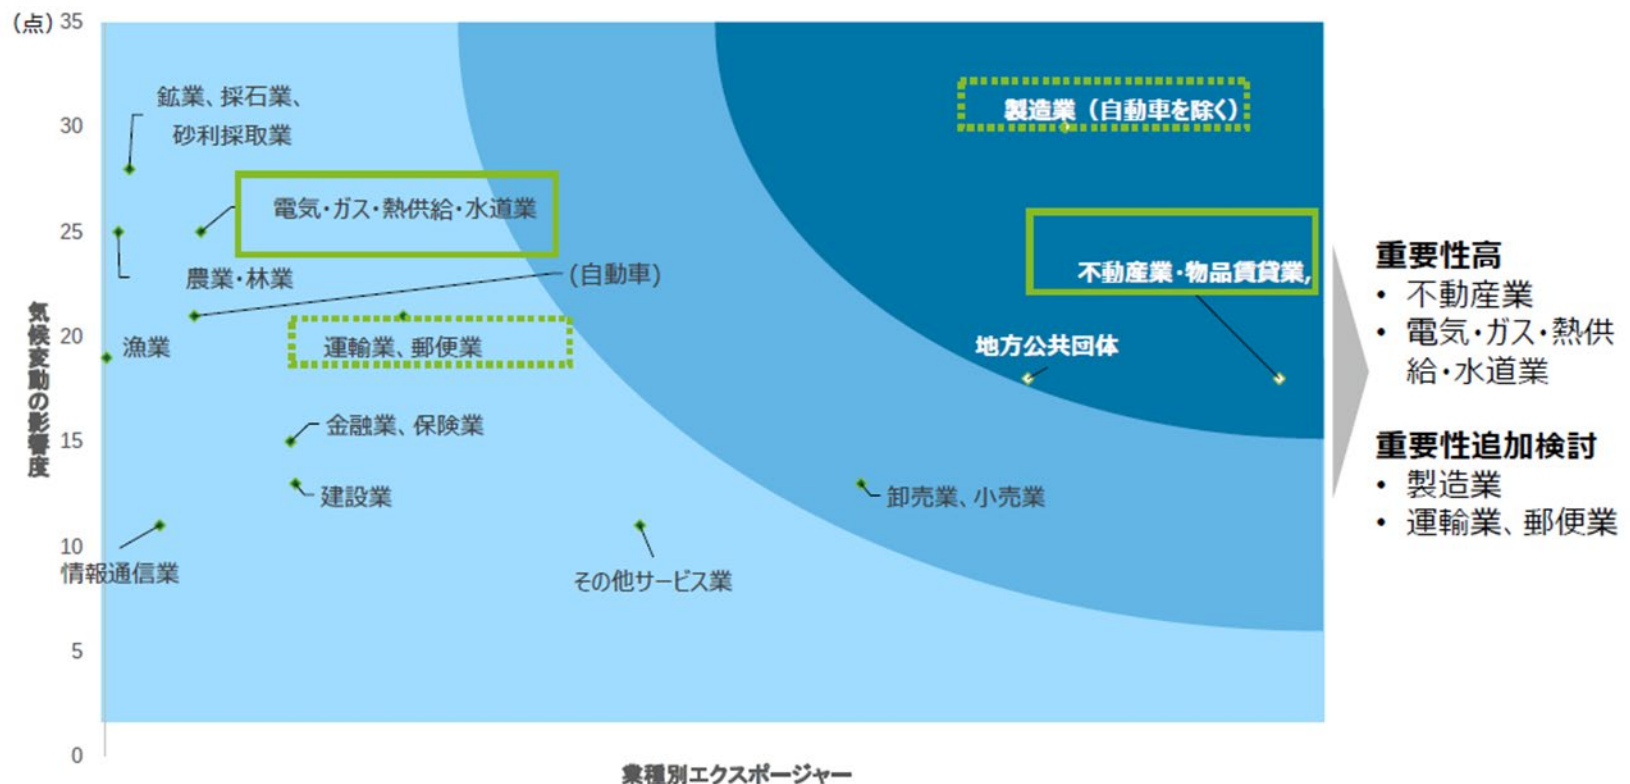 (点)
35
30
25
20
15
10
5
0
気候変動の影響度
鉱業、採石業、
砂利採取業
電気・ガス・熱供給・水道業
農業・林業
(自動車)
漁業
運輸業、郵便業
金融業、保険業
建設業
情報通信業
その他サービス業
卸売業、小売業
製造業（自動車を除く）
不動産業・物品賃貸業,
地方公共団体
業種別エクスポージャー
重要性高
• 不動産業
• 電気・ガス・熱供
給・水道業
重要性追加検討
• 製造業
• 運輸業、郵便業